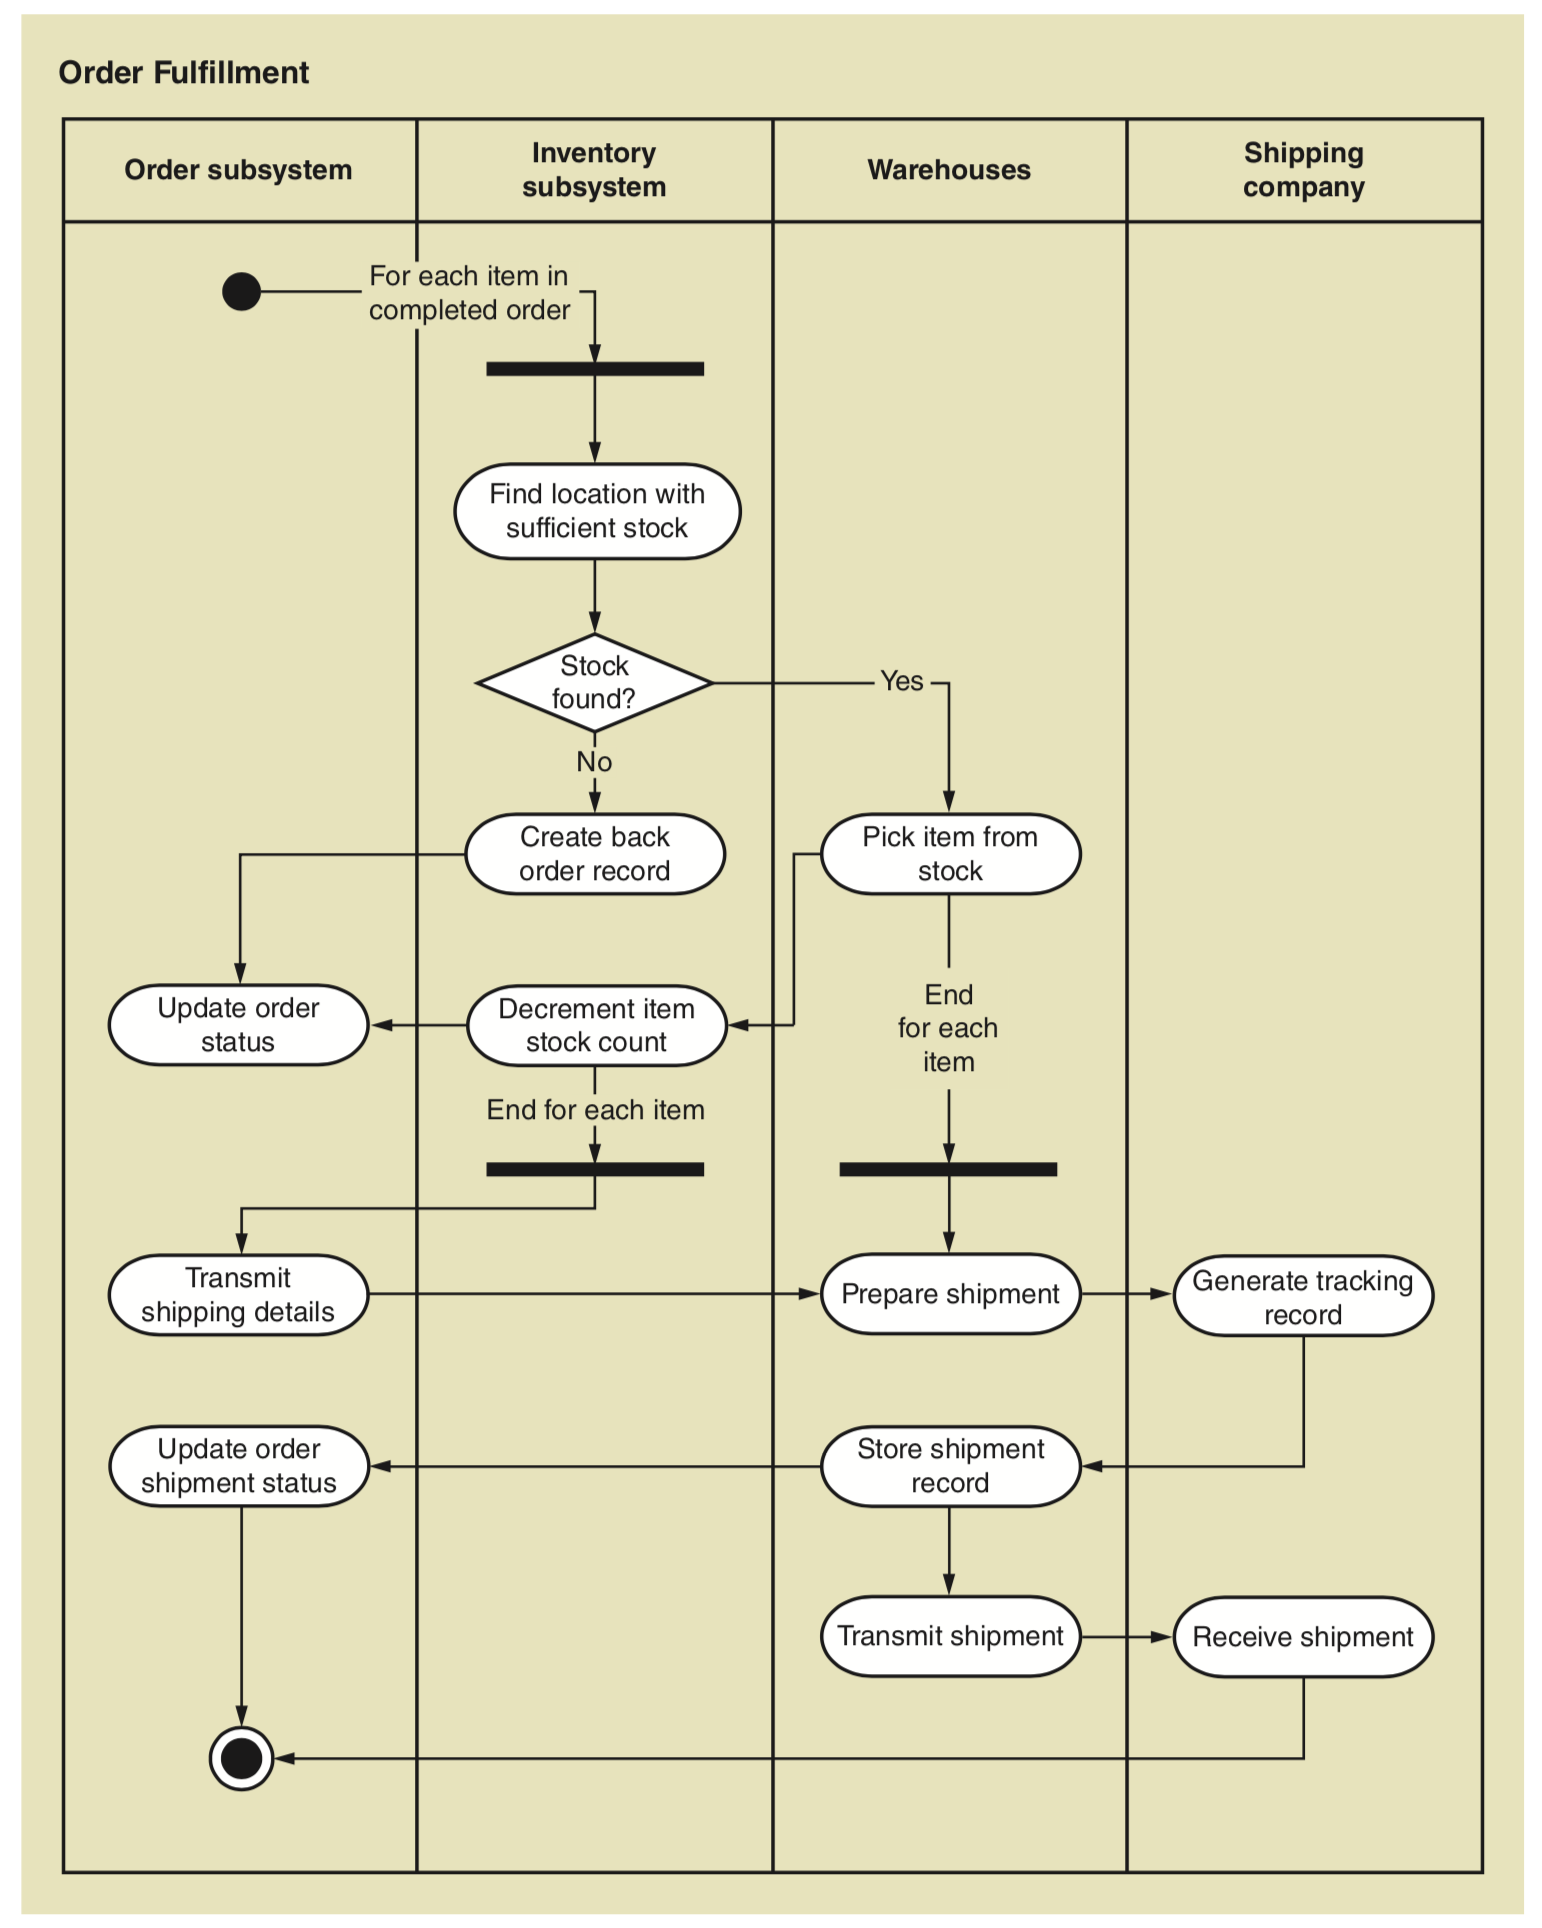 Order Fulfillment
Order subsystem
Inventory
subsystem
Warehouses
Shipping
company
For each item in
completed order
Find location with
sufficient stock
Stock
found?
Yes
No
Create back
order record
Pick item from
stock
Update order
status
Decrement item
stock count
End
for each
item
End for each item
Transmit
shipping details
Prepare shipment
Generate tracking
record
Update order
shipment status
Store shipment
record
Transmit shipment
Receive shipment